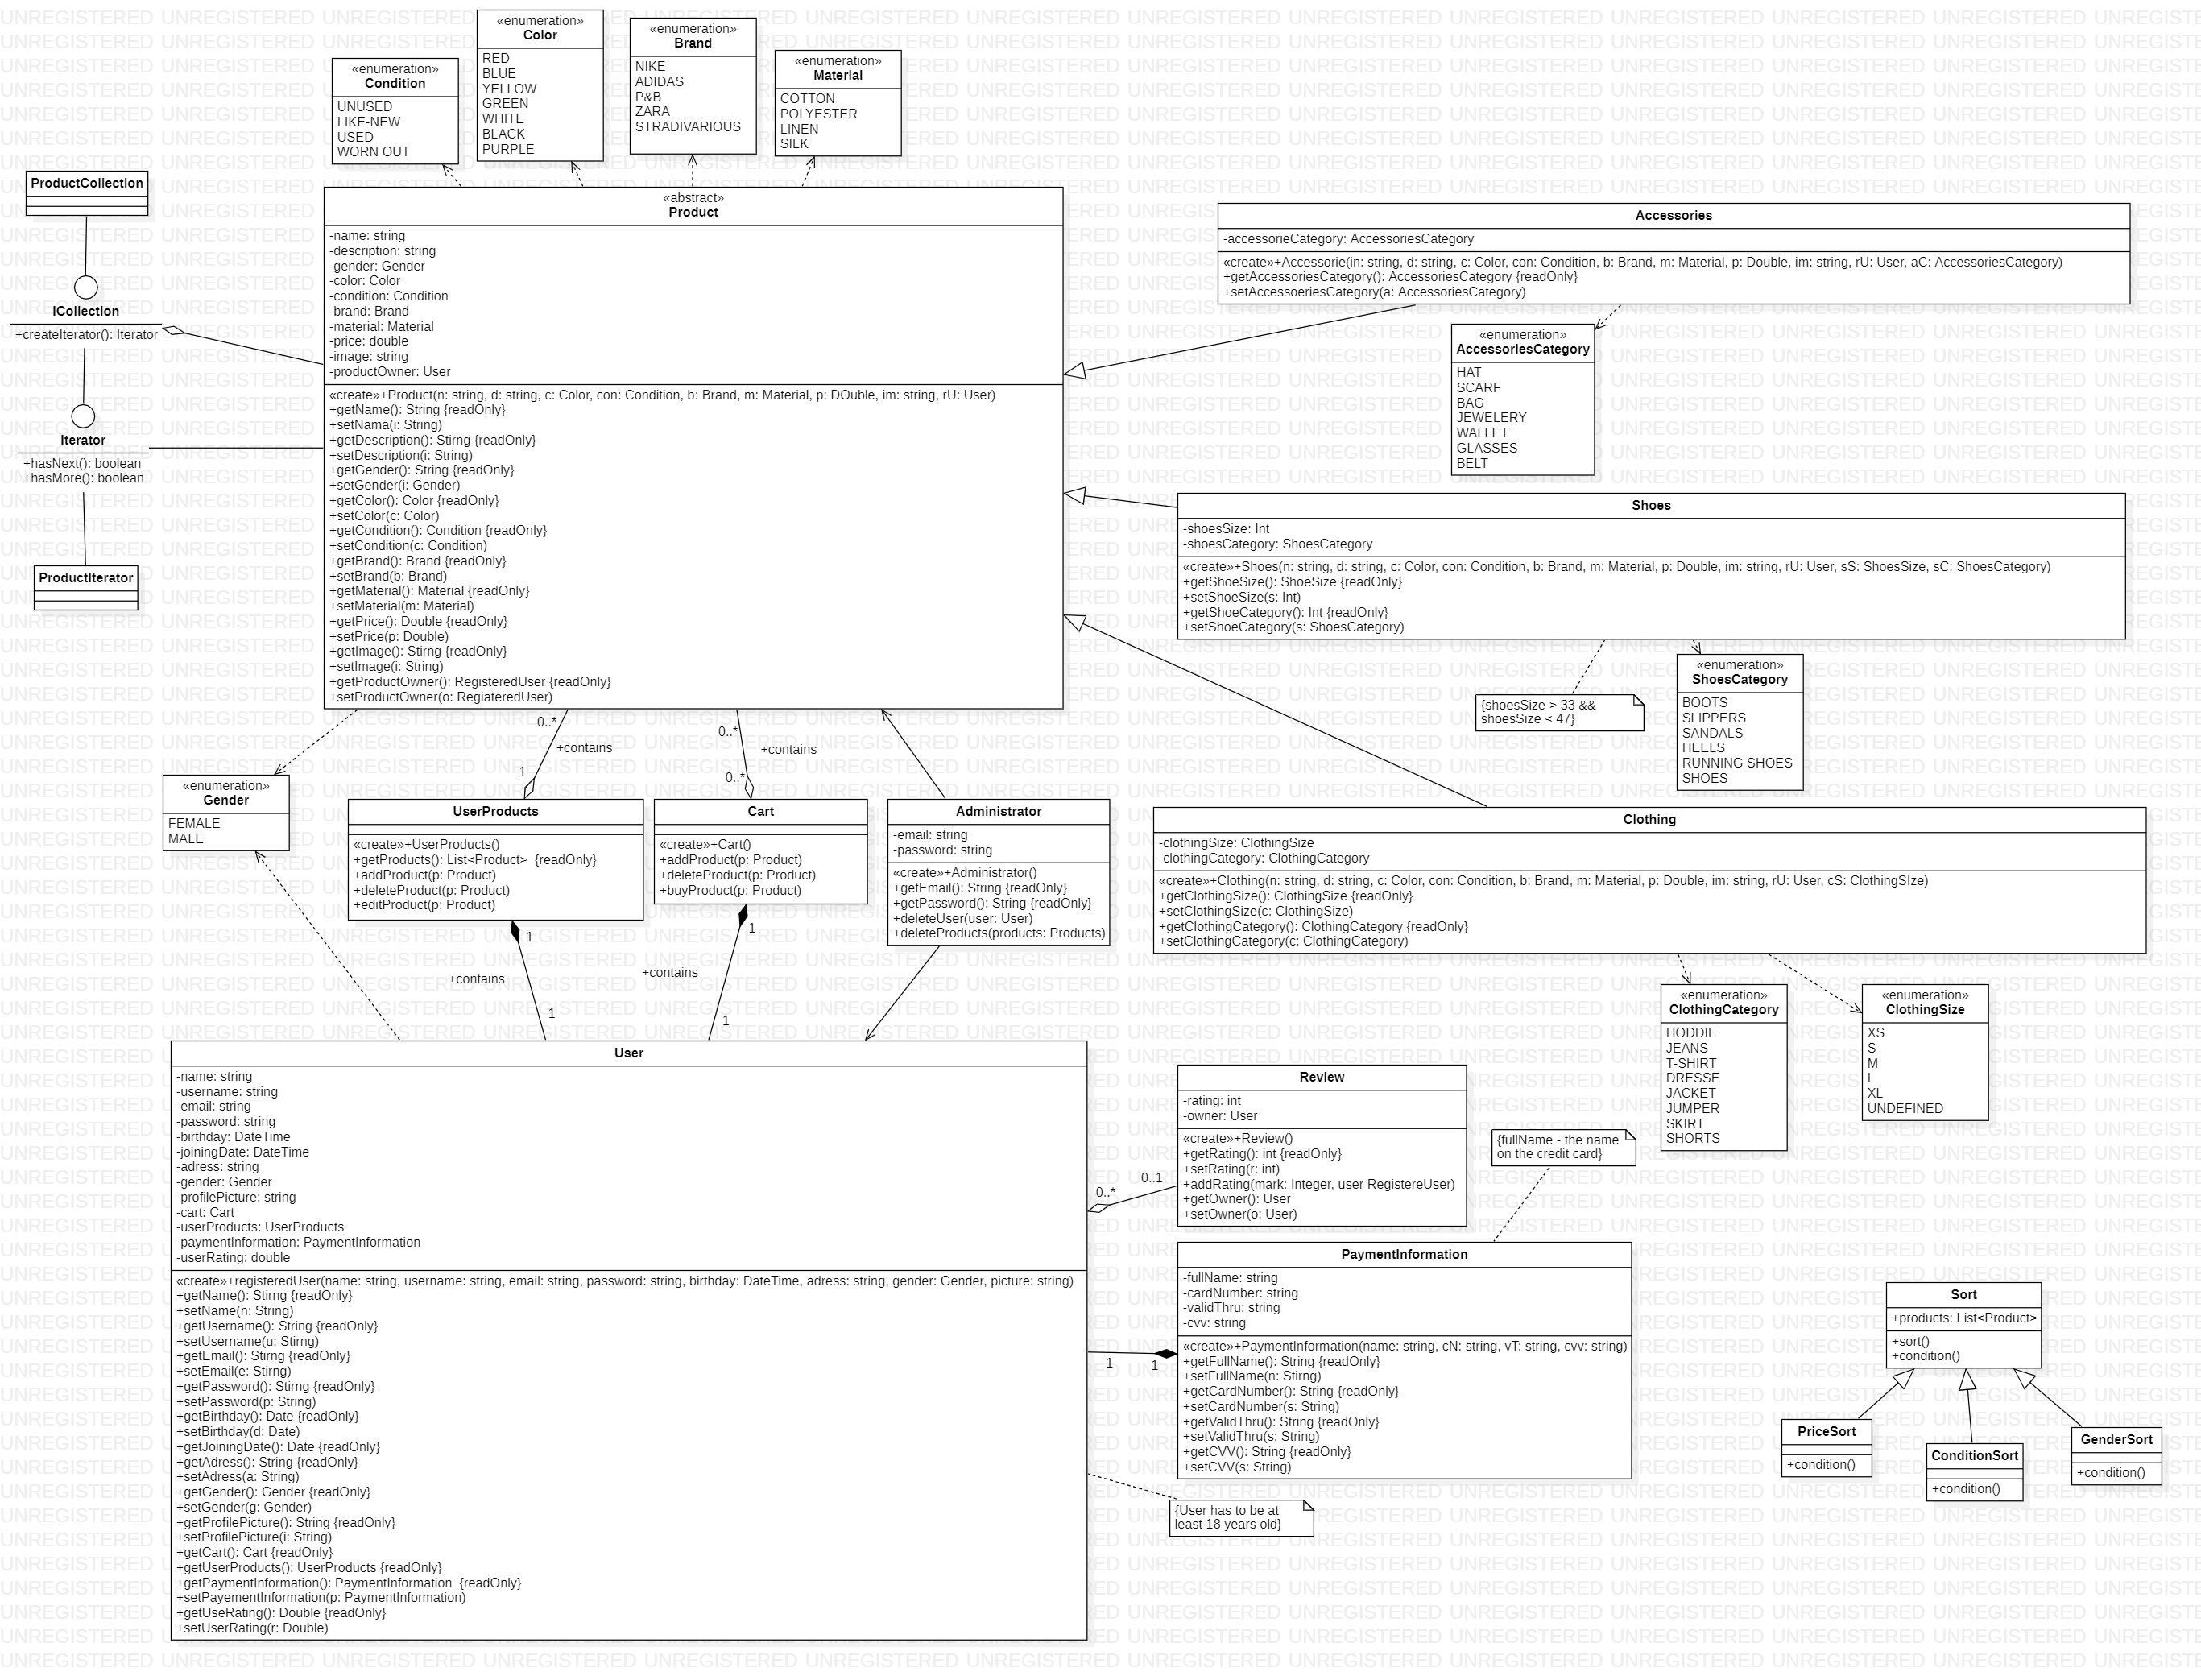 «enumeration»
Condition
UNUSED
LIKE-NEW
USED
WORN OUT
«enumeration»
Color
RED
BLUE
YELLOW
GREEN
WHITE
BLACK
PURPLE
«enumeration»
Brand
NIKE
ADIDAS
P&B
ZARA
STRADIVARIOUS
«enumeration»
Material
COTTON
POLYESTER
LINEN
SILK
ProductCollection
ICollection
+createIterator(): Iterator
Iterator
+hasNext(): boolean
+hasMore(): boolean
ProductIterator
«abstract»
Product
-name: string
-description: string
-gender: Gender
-color: Color
-condition: Condition
-brand: Brand
-material: Material
-price: double
-image: string
-productOwner: User
«create»+Product(n: string, d: string, c: Color, con: Condition, b: Brand, m: Material, p: DOuble, im: string, rU: User)
+getName(): String {readOnly}
+setNama(i: String)
+getDescription(): Stirng {readOnly}
+setDescription(i: String)
+getGender(): String {readOnly}
+setGender(i: Gender)
+getColor(): Color {readOnly}
+setColor(c: Color)
+getCondition(): Condition {readOnly}
+setCondition(c: Condition)
+getBrand(): Brand {readOnly}
+setBrand(b: Brand)
+getMaterial(): Material {readOnly}
+setMaterial(m: Material)
+getPrice(): Double {readOnly}
+setPrice(p: Double)
+getImage(): Stirng {readOnly}
+setImage(i: String)
+getProductOwner(): RegisteredUser {readOnly}
+setProductOwner(o: RegiateredUser)
Accessories
-accessorieCategory: AccessoriesCategory
«create»+Accessorie(in: string, d: string, c: Color, con: Condition, b: Brand, m: Material, p: Double, im: string, rU: User, aC: AccessoriesCategory)
+getAccessoriesCategory(): AccessoriesCategory {readOnly}
+setAccessoeriesCategory(a: AccessoriesCategory)
«enumeration»
AccessoriesCategory
HAT
SCARF
BAG
JEWELERY
WALLET
GLASSES
BELT
Shoes
-shoesSize: Int
-shoesCategory: ShoesCategory
«create»+Shoes(n: string, d: string, c: Color, con: Condition, b: Brand, m: Material, p: Double, im: string, rU: User, sS: ShoesSize, sC: ShoesCategory)
+getShoeSize(): ShoeSize {readOnly}
+setShoeSize(s: Int)
+getShoeCategory(): Int {readOnly}
+setShoeCategory(s: ShoesCategory)
{shoesSize > 33 &&
shoesSize < 47}
«enumeration»
ShoesCategory
BOOTS
SLIPPERS
SANDALS
HEELS
RUNNING SHOES
SHOES
0..*
+contains
1
0..*
+contains
0..*
«enumeration»
Gender
FEMALE
MALE
UserProducts
«create»+UserProducts()
+getProducts(): List<Product> {readOnly}
+addProduct(p: Product)
+deleteProduct(p: Product)
+editProduct(p: Product)
Cart
«create»+Cart()
+addProduct(p: Product)
+deleteProduct(p: Product)
+buyProduct(p: Product)
Administrator
-email: string
-password: string
«create»+Administrator()
+getEmail(): String {readOnly}
+getPassword(): String {readOnly}
+deleteUser(user: User)
+deleteProducts(products: Products)
Clothing
-clothingSize: ClothingSize
-clothingCategory: ClothingCategory
«create»+Clothing(n: string, d: string, c: Color, con: Condition, b: Brand, m: Material, p: Double, im: string, rU: User, cS: ClothingSIze)
+getClothingSize(): ClothingSize {readOnly}
+setClothingSize(c: ClothingSize)
+getClothingCategory(): ClothingCategory {readOnly}
+setClothingCategory(c: ClothingCategory)
«enumeration»
ClothingCategory
HODDIE
JEANS
T-SHIRT
DRESSE
JACKET
JUMPER
SKIRT
SHORTS
«enumeration»
ClothingSize
XS
S
M
L
XL
UNDEFINED
1
+contains
1
1
+contains
1
User
-name: string
-username: string
-email: string
-password: string
-birthday: DateTime
-joiningDate: DateTime
-adress: string
-gender: Gender
-profilePicture: string
-cart: Cart
-userProducts: UserProducts
-paymentInformation: PaymentInformation
-userRating: double
«create»+registeredUser(name: string, username: string, email: string, password: string, birthday: DateTime, adress: string, gender: Gender, picture: string)
+getName(): Stirng {readOnly}
+setName(n: String)
+getUsername(): String {readOnly}
+setUsername(u: Stirng)
+getEmail(): Stirng {readOnly}
+setEmail(e: Stirng)
+getPassword(): Stirng {readOnly}
+setPassword(p: String)
+getBirthday(): Date {readOnly}
+setBirthday(d: Date)
+getJoiningDate(): Date {readOnly}
+getAdress(): String {readOnly}
+setAdress(a: String)
+getGender(): Gender {readOnly}
+setGender(g: Gender)
+getProfilePicture(): String {readOnly}
+setProfilePicture(i: String)
+getCart(): Cart {readOnly}
+getUserProducts(): UserProducts {readOnly}
+getPaymentInformation(): PaymentInformation {readOnly}
+setPayementInformation(p: PaymentInformation)
+getUseRating(): Double {readOnly}
+setUserRating(r: Double)
Review
-rating: int
-owner: User
«create»+Review()
+getRating(): int {readOnly}
+setRating(r: int)
+addRating(mark: Integer, user RegistereUser)
+getOwner(): User
+setOwner(o: User)
0..1
0..*
{fullName - the name
on the credit card}
PaymentInformation
-fullName: string
-cardNumber: string
-validThru: string
-cvv: string
«create»+PaymentInformation(name: string, cN: string, vT: string, cvv: string)
+getFullName(): String {readOnly}
+setFullName(n: Stirng)
+getCardNumber(): String {readOnly}
+setCardNumber(s: String)
+getValidThru(): String {readOnly}
+setValidThru(s: String)
+getCVV(): String {readOnly}
+setCVV(s: String)
1
1
{User has to be at
least 18 years old}
Sort
+products: List<Product>
+sort()
+condition()
PriceSort
+condition()
ConditionSort
+condition()
GenderSort
+condition()
UNREGISTERED